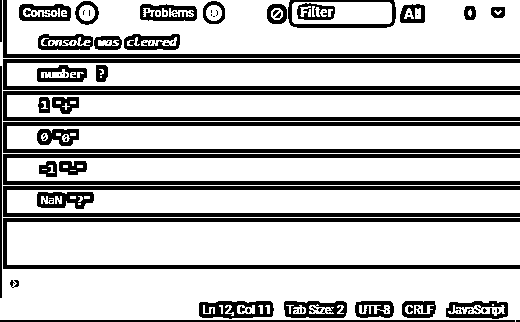 Console 0 Problems 0 Filter All
Console was cleared
number ?
1 "+"
0 "0"
-1 "-"
NaN "?"
Ln 12, Col 11 Tab Size: 2 UTF-8 CRLF JavaScript